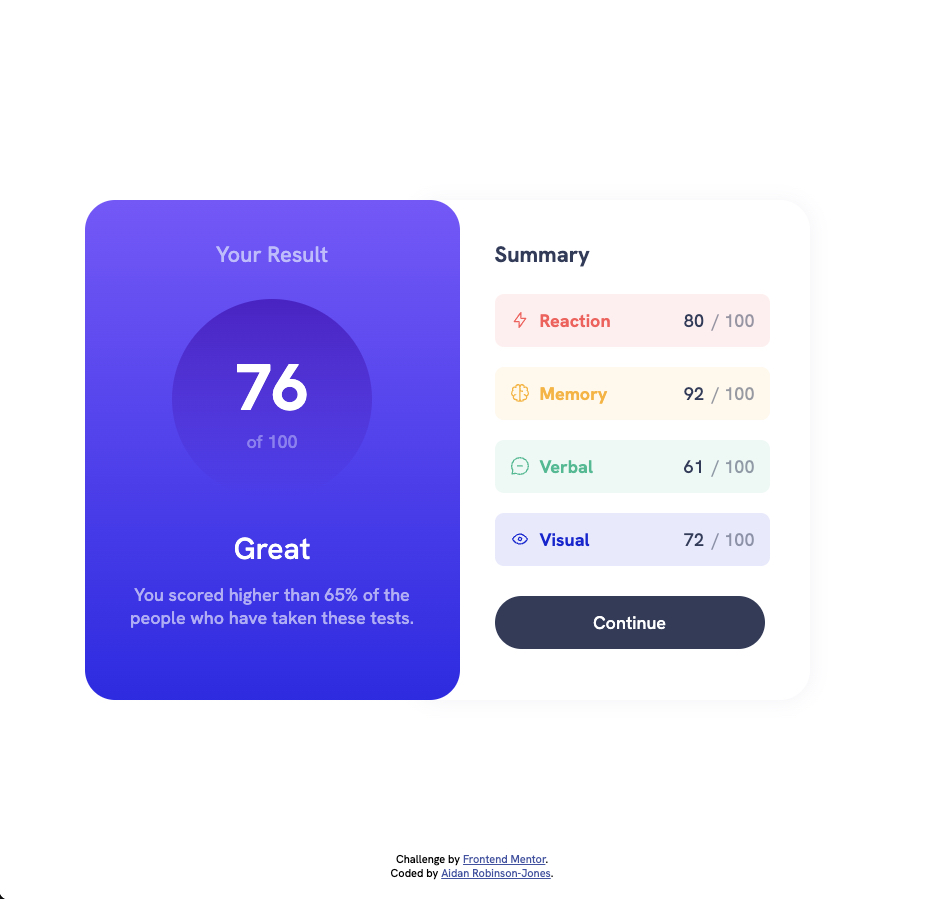 Your Result
76
of 100
Great
You scored higher than 65% of the
people who have taken these tests.
Summary
Reaction 80 / 100
Memory 92 / 100
Verbal 61 / 100
Visual 72 / 100
Continue
Challenge by Frontend Mentor.
Coded by Aidan Robinson-Jones.